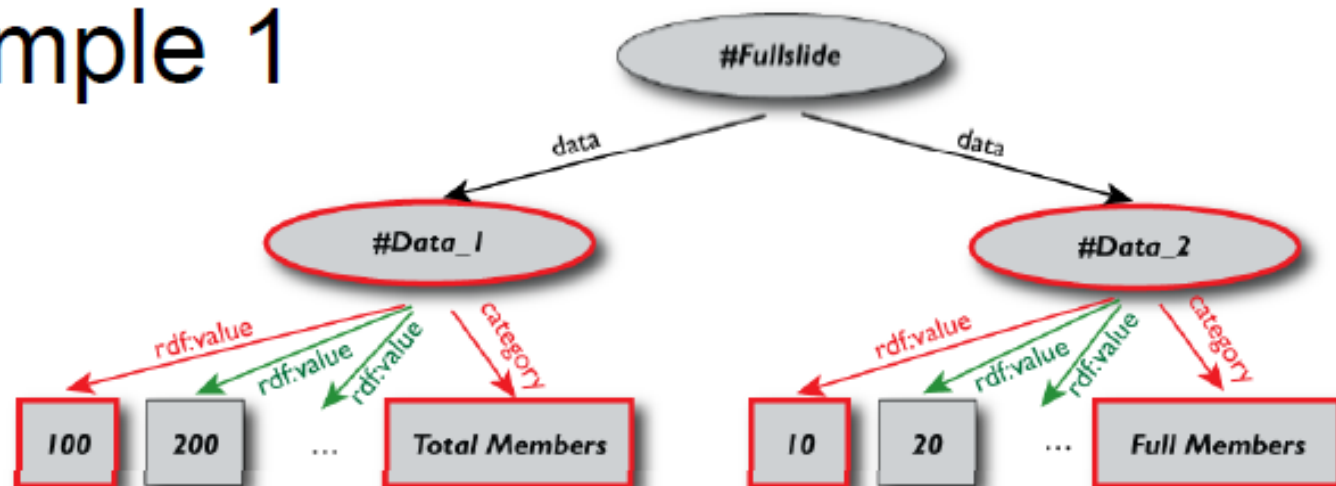 mple 1
#Fullslide
data
data
#Data_1
#Data_2
rdf:value
rdf:value
rdf:value
category
rdf:value
rdf:value
rdf:value
category
100
200
...
Total Members
10
20
...
Full Members